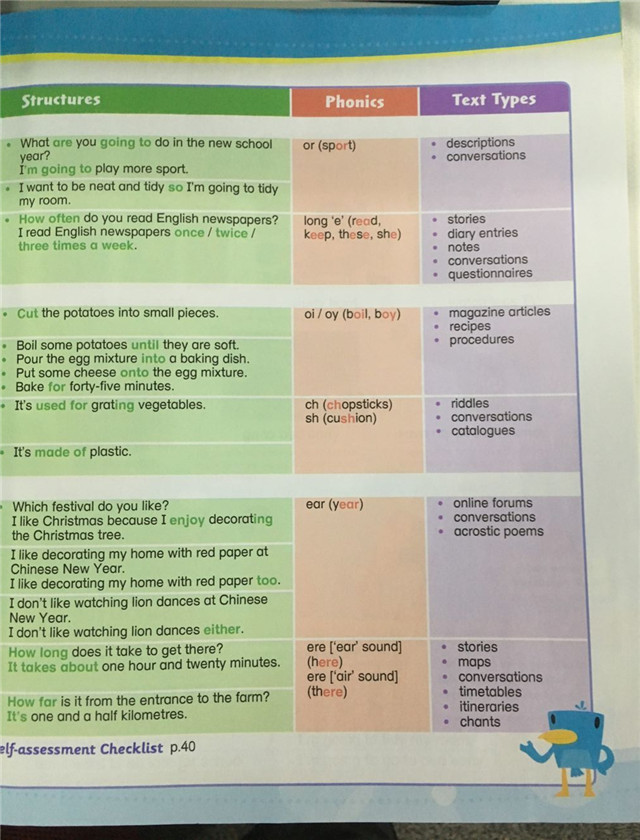 Structures
Phonics
Text Types
• What are you going to do in the new school
year?
I'm going to play more sport.
• I want to be neat and tidy so I'm going to tidy
my room.
or (sport)
• descriptions
• conversations
• How often do you read English newspapers?
I read English newspapers once / twice /
three times a week.
long 'e' (read,
keep, these, she)
• stories
• diary entries
• notes
• conversations
• questionnaires
• Cut the potatoes into small pieces.
• Boil some potatoes until they are soft.
• Pour the egg mixture into a baking dish.
• Put some cheese onto the egg mixture.
• Bake for forty-five minutes.
oi / oy (boil, boy)
• magazine articles
• recipes
• procedures
• It's used for grating vegetables.
• It's made of plastic.
ch (chopsticks)
sh (cushion)
• riddles
• conversations
• catalogues
• Which festival do you like?
I like Christmas because I enjoy decorating
the Christmas tree.
I like decorating my home with red paper at
Chinese New Year.
I like decorating my home with red paper too.
I don't like watching lion dances at Chinese
New Year.
I don't like watching lion dances either.
ear (year)
• online forums
• conversations
• acrostic poems
How long does it take to get there?
It takes about one hour and twenty minutes.
How far is it from the entrance to the farm?
It's one and a half kilometres.
ere ['ear' sound]
(here)
ere ['air' sound]
(there)
• stories
• maps
• conversations
• timetables
• itineraries
• chants
elf-assessment Checklist p.40